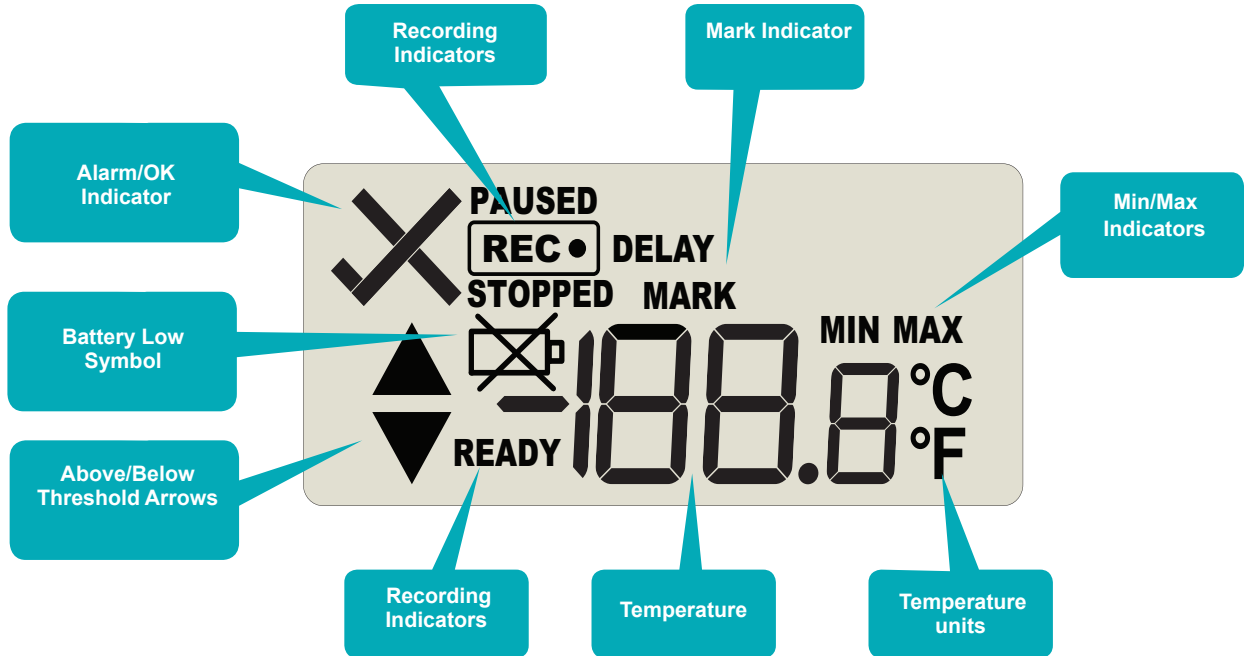 Recording
Indicators
Mark Indicator
Alarm/OK
Indicator
Min/Max
Indicators
PAUSED
REC
DELAY
STOPPED
MARK
Battery Low
Symbol
MIN MAX
-188.8
°C
°F
Above/Below
Threshold Arrows
READY
Recording
Indicators
Temperature
Temperature
units